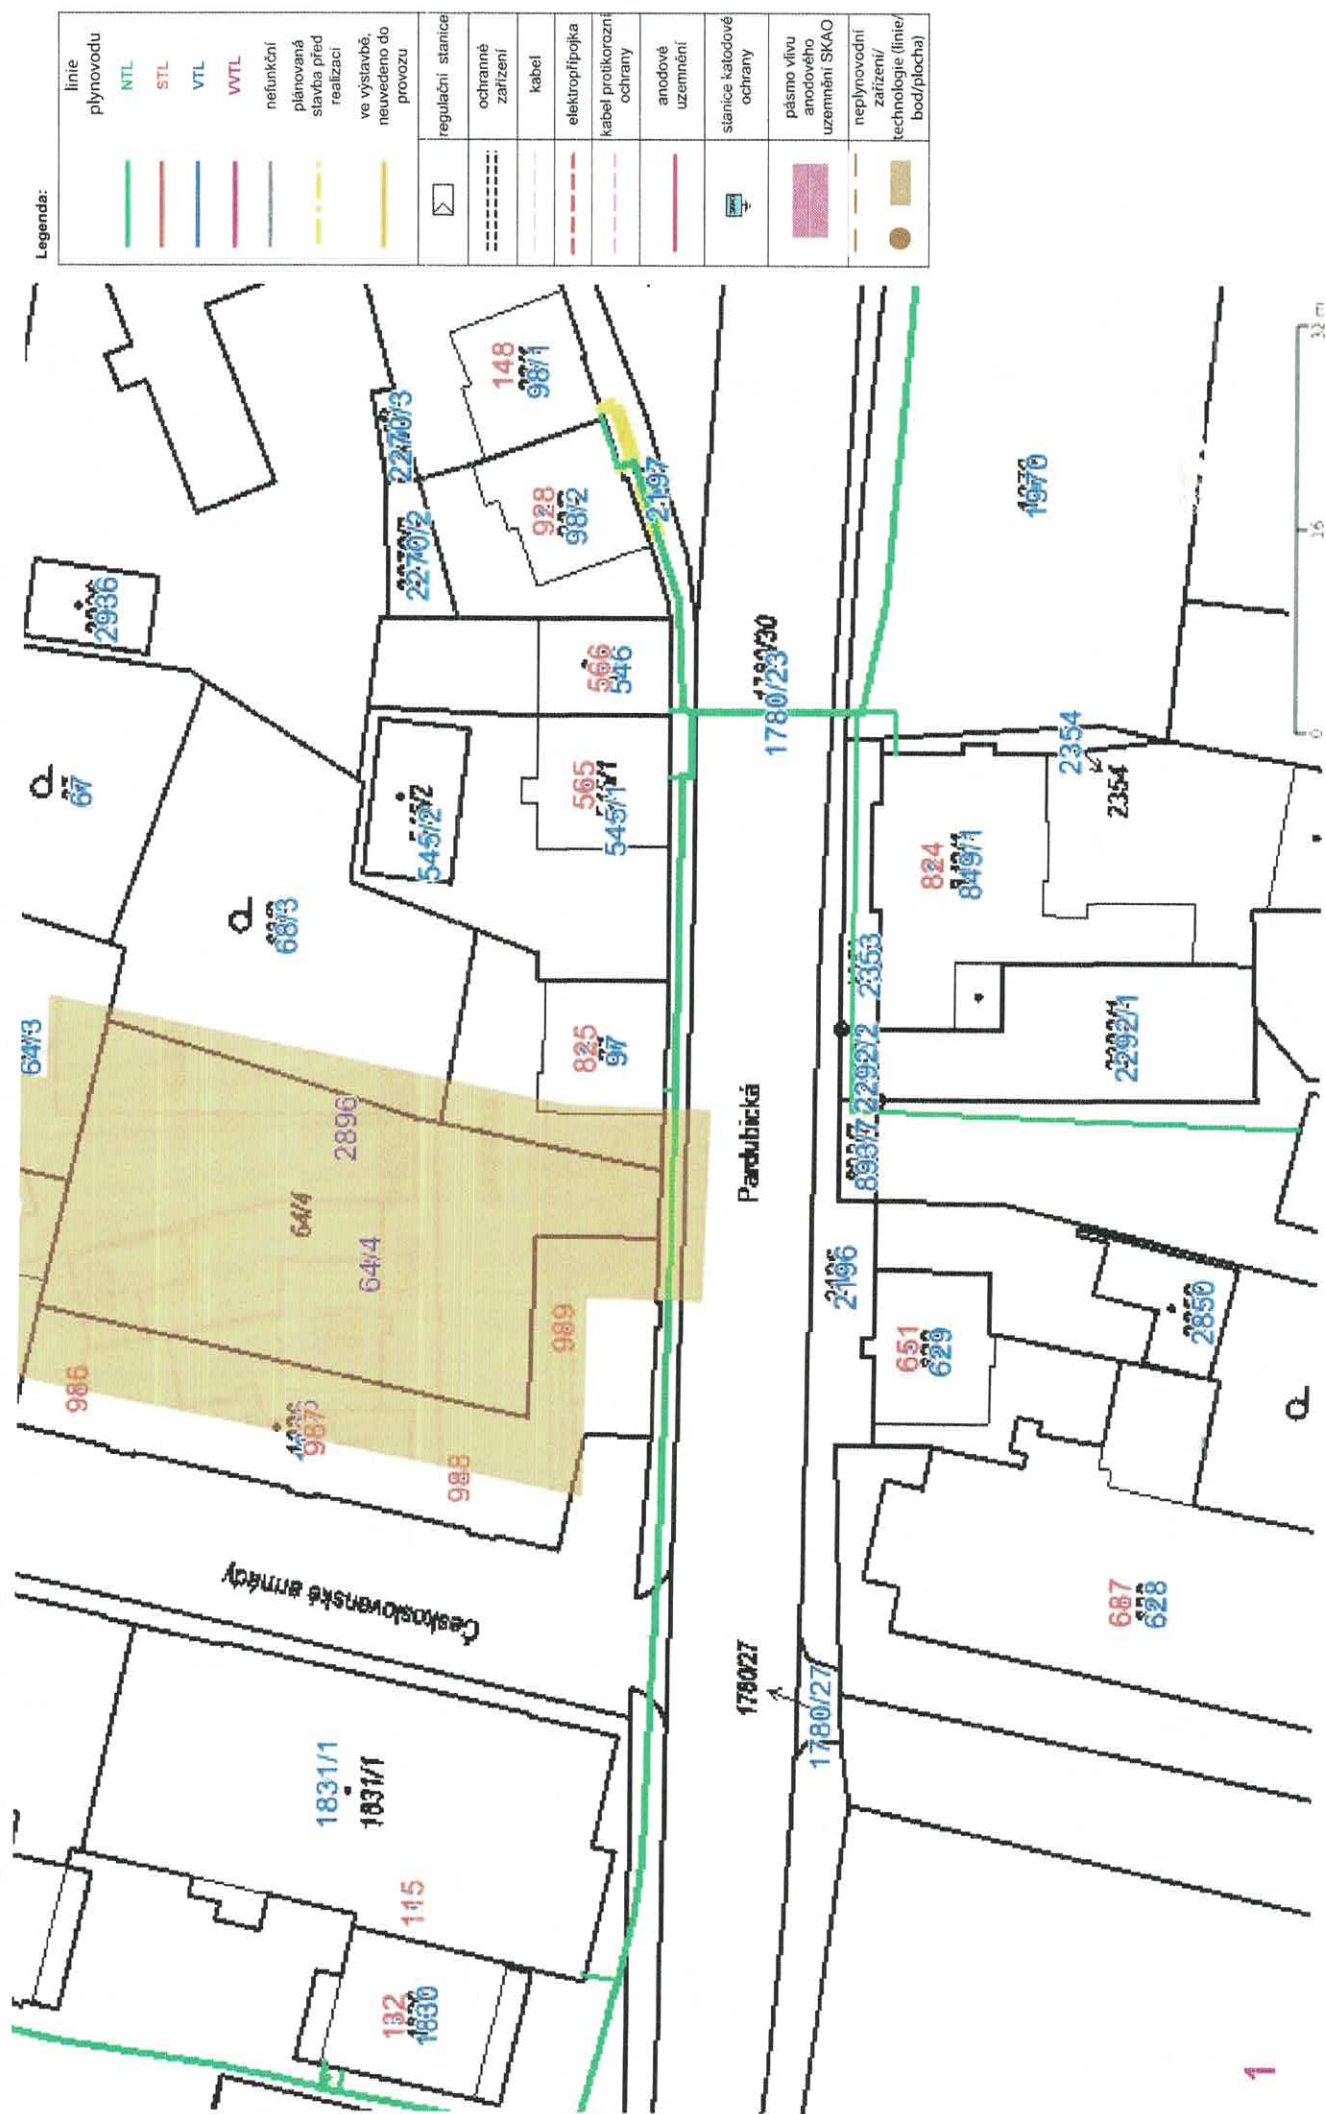 Legenda:
linie plynovodu
NTL
STL
VTL
VVTL
nefunkční
plánovaná stavba před realizací
ve výstavbě, neuvedeno do provozu
regulační stanice
ochranné zařízení
kabel
elektropřípojka
kabel protikorozní ochrany
anodové uzemnění
stanice katodové ochrany
pásmo vlivu anodového uzemnění SKAO
neplynovodní zařízení/ technologie (linie/ bod/plocha)
67
2936
64/3
68/3
2270/3
2270/2
148
98/1
928
98/2
2197
566
546
545/2
565
545/1
825
97
2896
64/4
64/4
986
987
988
989
Československé armády
1831/1
1831/1
115
132
1830
Pardubická
1780/30
1780/23
1970
2354
2354
824
849/1
2353
2292/2
2292/1
893/7
2196
651
629
2850
687
628
1780/27
1780/27
0
16
32 m
1